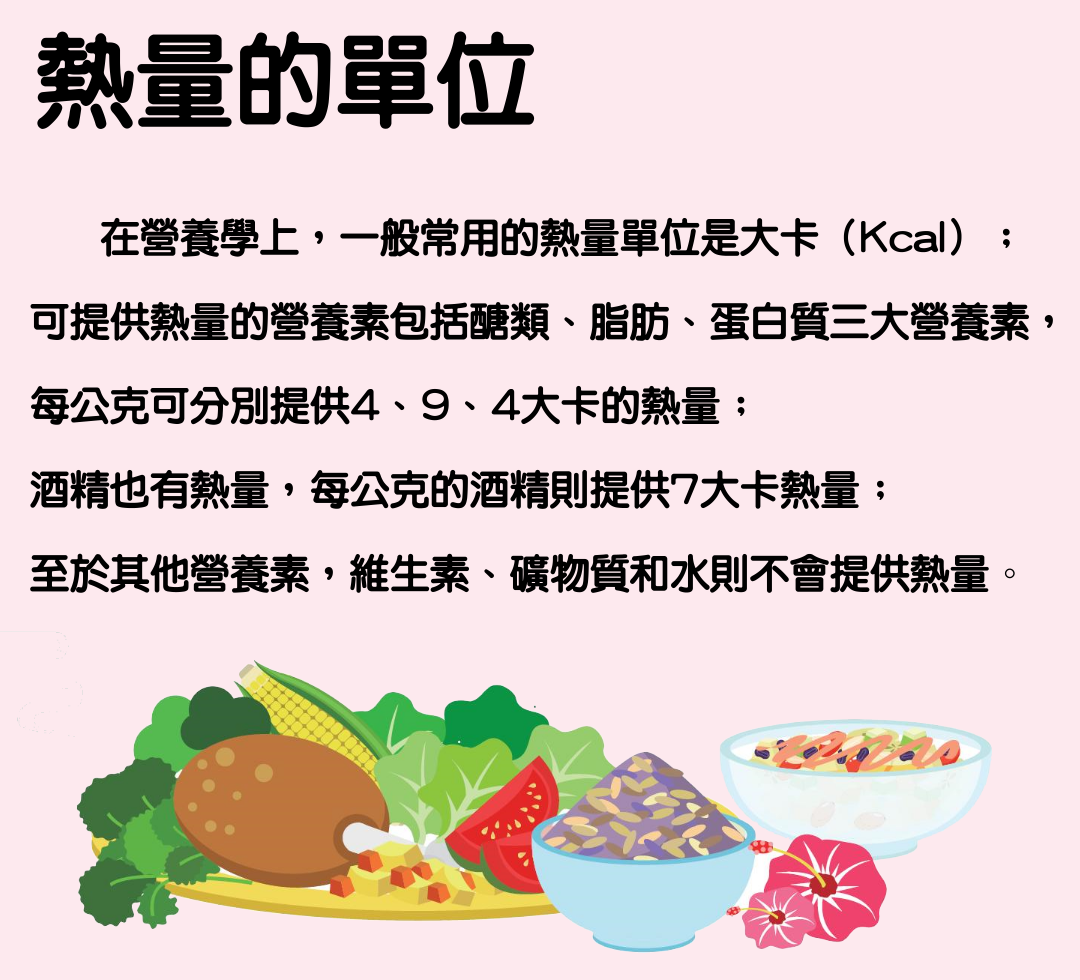 熱量的單位
在營養學上，一般常用的熱量單位是大卡（Kcal）；
可提供熱量的營養素包括醣類、脂肪、蛋白質三大營養素，
每公克可分別提供4、9、4大卡的熱量；
酒精也有熱量，每公克的酒精則提供7大卡熱量；
至於其他營養素，維生素、礦物質和水則不會提供熱量。